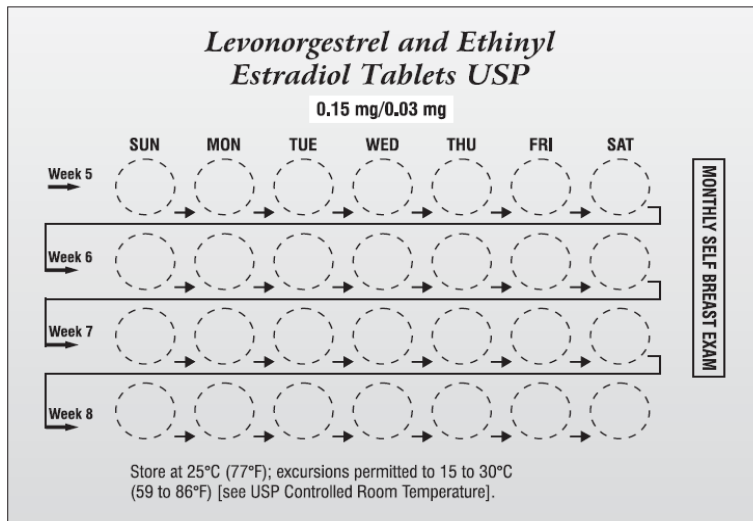 Levonorgestrel and Ethinyl
Estradiol Tablets USP
0.15 mg/0.03 mg
SUN MON TUE WED THU FRI SAT
Week 5
Week 6
Week 7
Week 8
MONTHLY SELF BREAST EXAM
Store at 25°C (77°F); excursions permitted to 15 to 30°C
(59 to 86°F) [see USP Controlled Room Temperature].